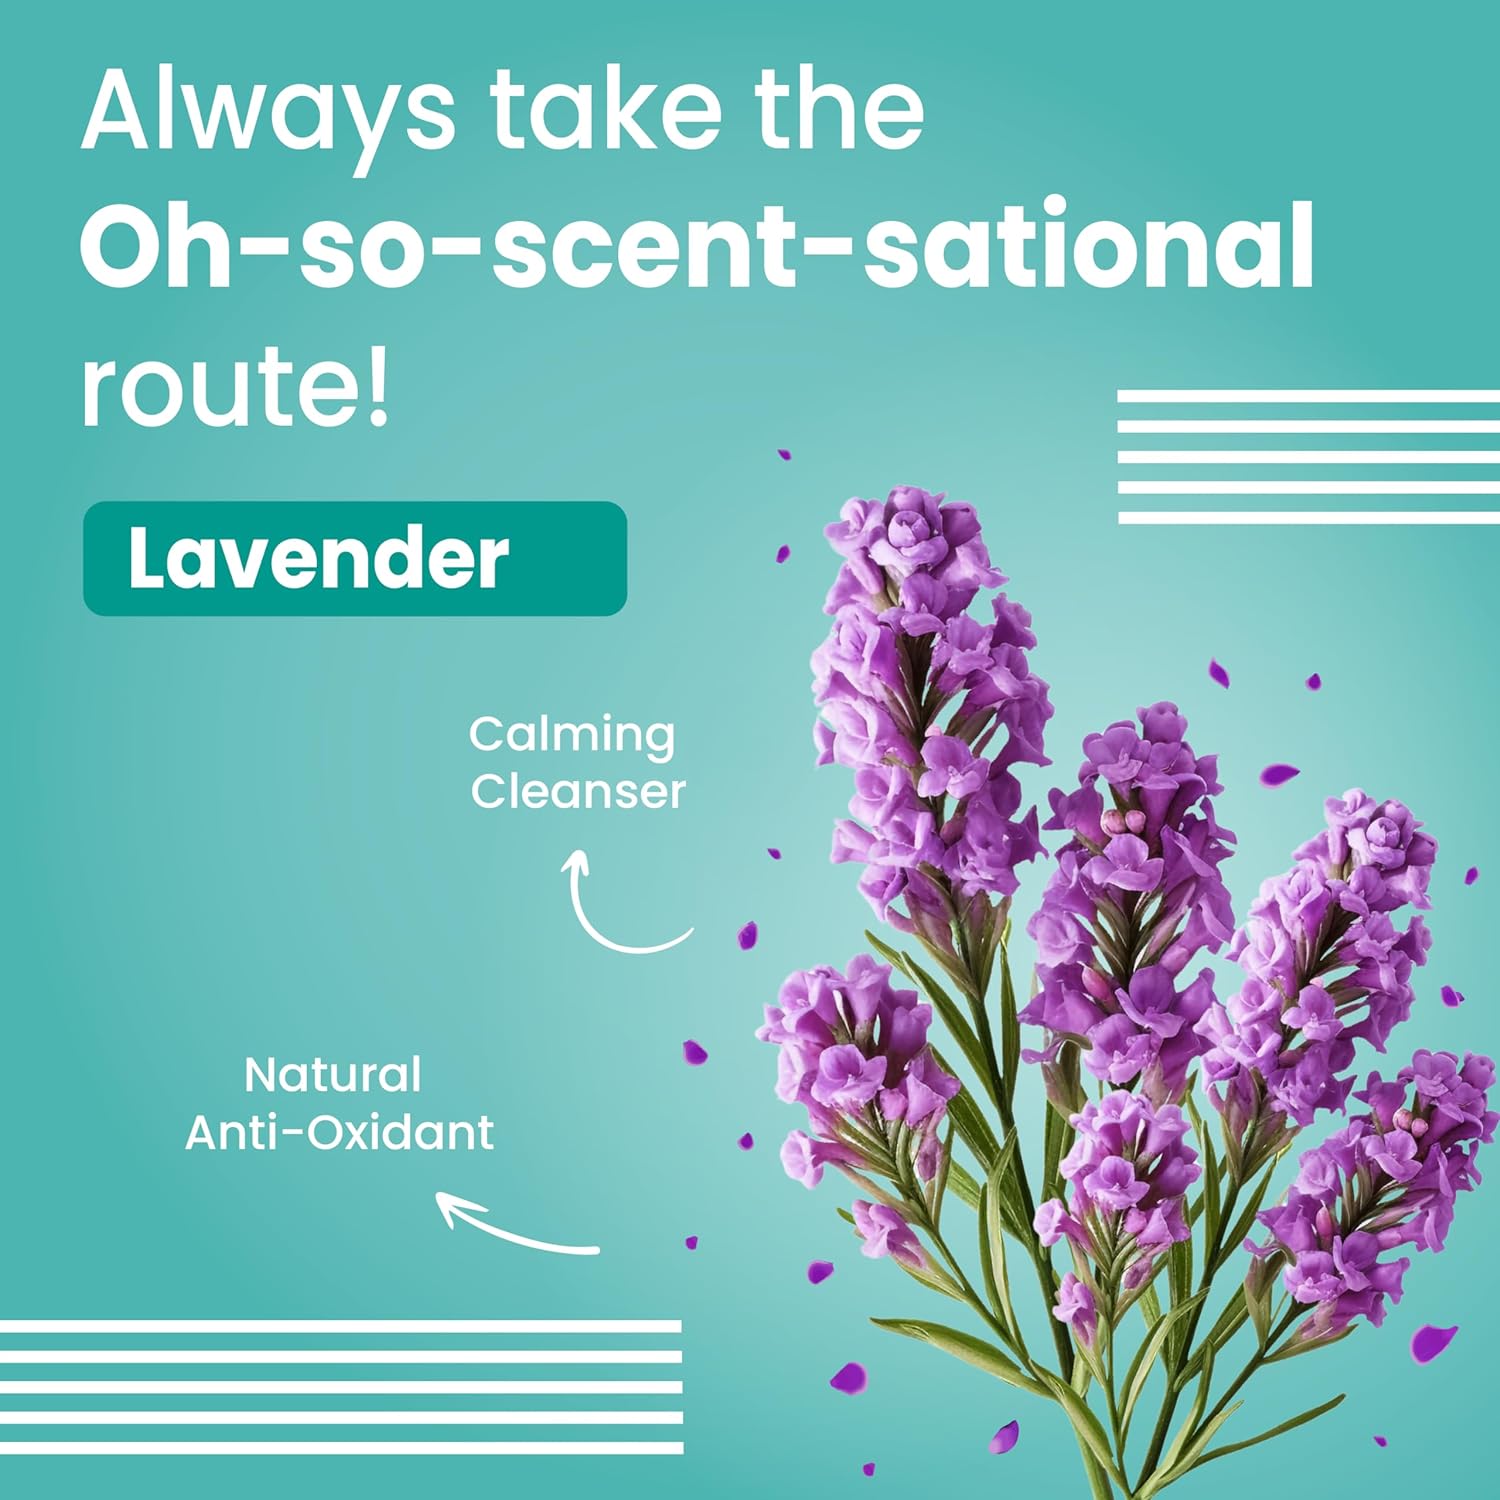 Always take the
Oh-so-scent-sational
route!
Lavender
Calming
Cleanser
Natural
Anti-Oxidant